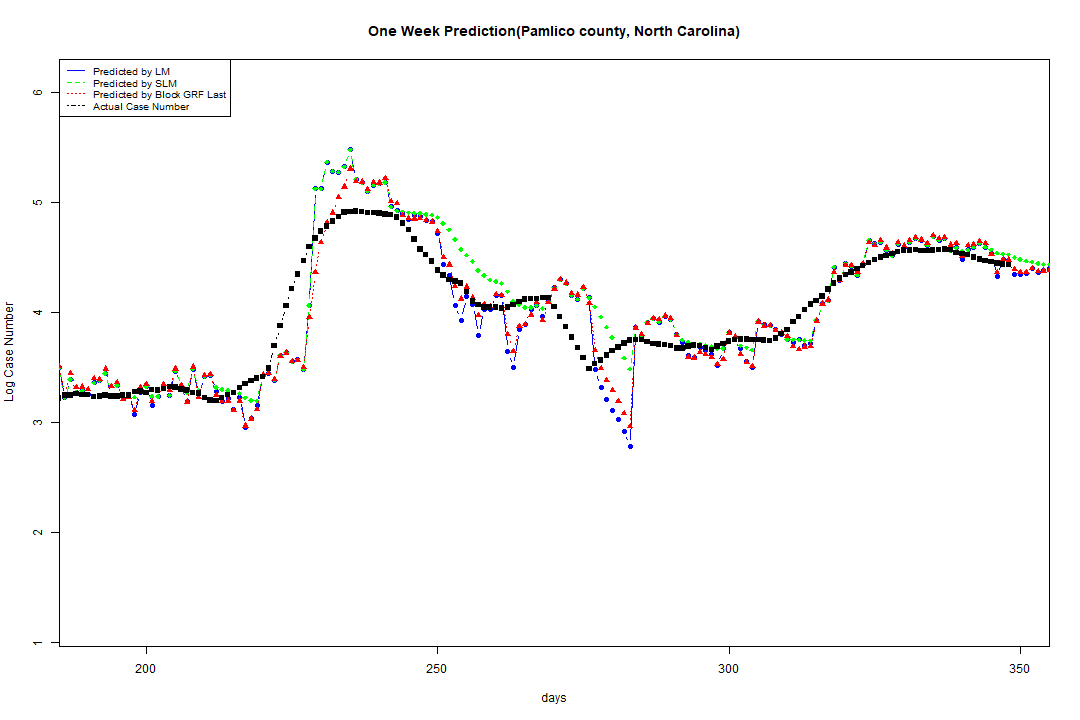 One Week Prediction(Pamlico county, North Carolina)
Predicted by LM
Predicted by SLM
Predicted by Block GRF Last
Actual Case Number
6
5
4
3
2
1
Log Case Number
200
250
300
350
days